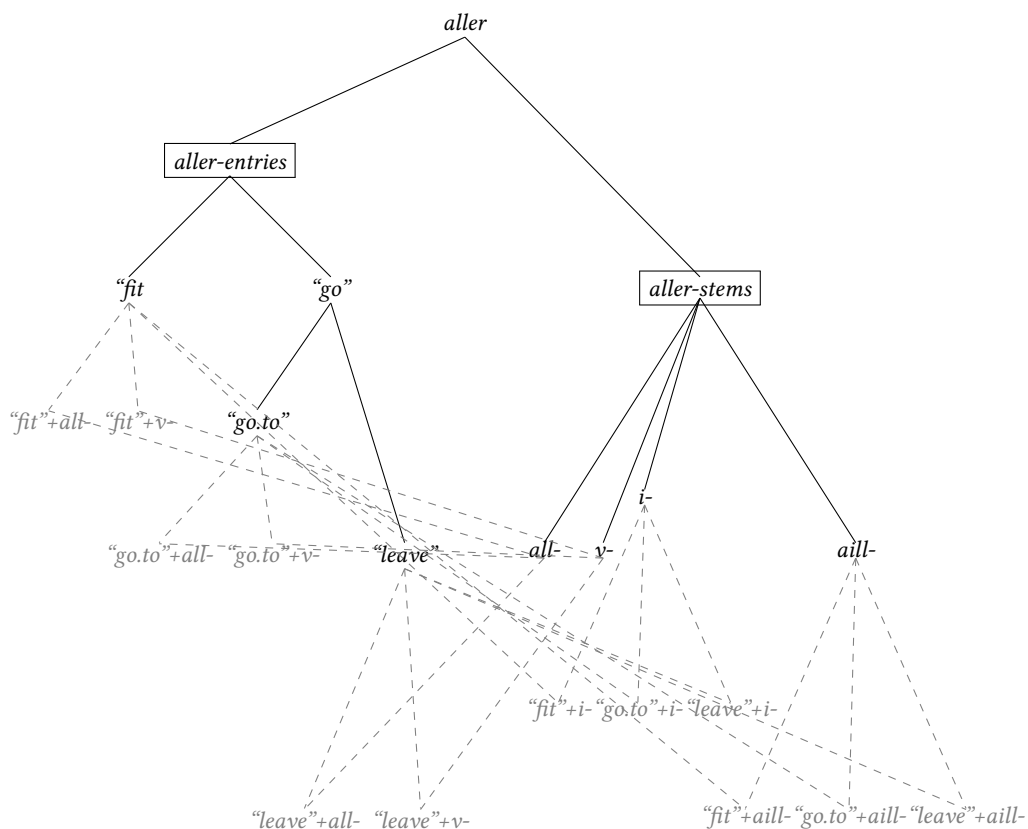 aller
aller-entries
“fit
“go”
aller-stems
“fit”+all-
“fit”+v-
“go.to”
i-
“go.to”+all-
“go.to”+v-
“leave”
all-
v-
aill-
“fit”+i-
“go.to”+i-
“leave”+i-
“leave”+all-
“leave”+v-
“fit”+aill-
“go.to”+aill-
“leave”+aill-